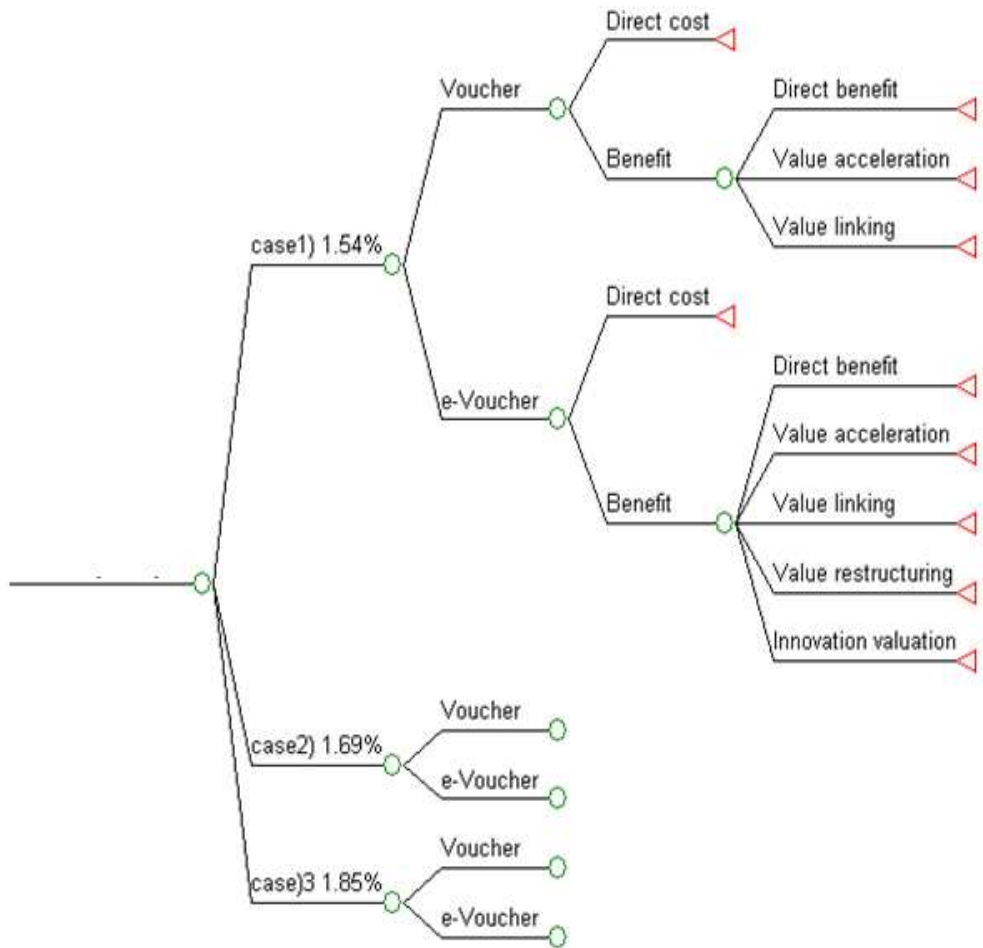 Direct cost
Voucher
Direct benefit
Benefit
Value acceleration
Value linking
case1) 1.54%
Direct cost
e-Voucher
Direct benefit
Value acceleration
Benefit
Value linking
Value restructuring
Innovation valuation
case2) 1.69%
Voucher
e-Voucher
case)3 1.85%
Voucher
e-Voucher